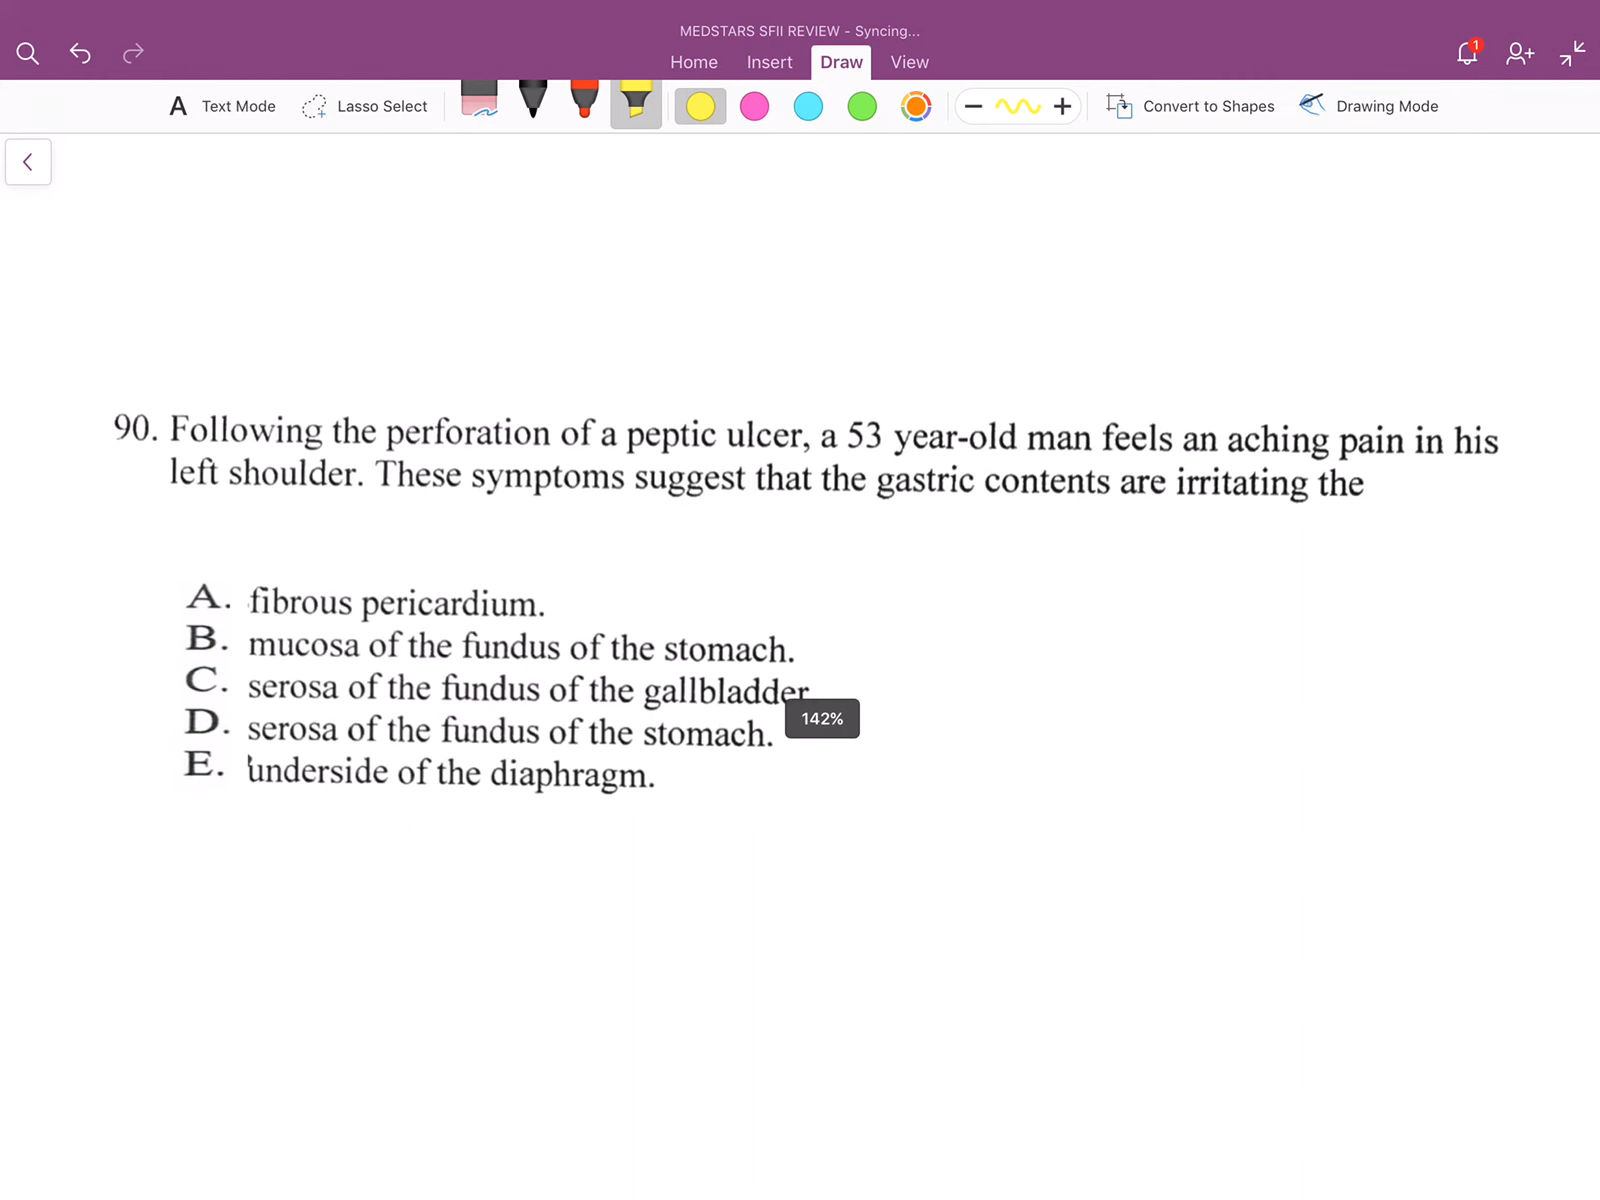 MEDSTARS SFII REVIEW - Syncing...
Home Insert Draw View
1
A Text Mode Lasso Select Convert to Shapes Drawing Mode
90. Following the perforation of a peptic ulcer, a 53 year-old man feels an aching pain in his
left shoulder. These symptoms suggest that the gastric contents are irritating the
A. fibrous pericardium.
B. mucosa of the fundus of the stomach.
C. serosa of the fundus of the gallbladder
142%
D. serosa of the fundus of the stomach.
E. underside of the diaphragm.